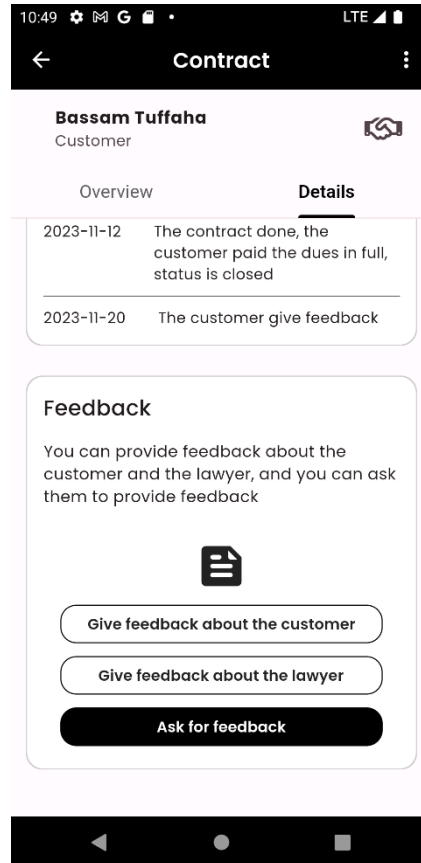 10:49 G LTE
Contract
Bassam Tuffaha
Customer
Overview Details
2023-11-12 The contract done, the
customer paid the dues in full,
status is closed
2023-11-20 The customer give feedback
Feedback
You can provide feedback about the
customer and the lawyer, and you can ask
them to provide feedback
Give feedback about the customer
Give feedback about the lawyer
Ask for feedback